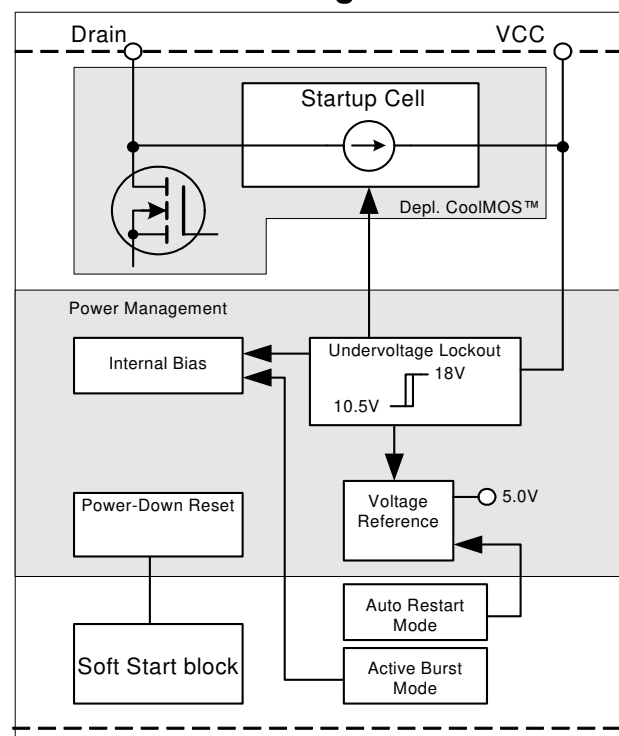 Drain
VCC
Startup Cell
Depl. CoolMOS™
Power Management
Internal Bias
Undervoltage Lockout
18V
10.5V
Power-Down Reset
Voltage
Reference
5.0V
Auto Restart
Mode
Soft Start block
Active Burst
Mode